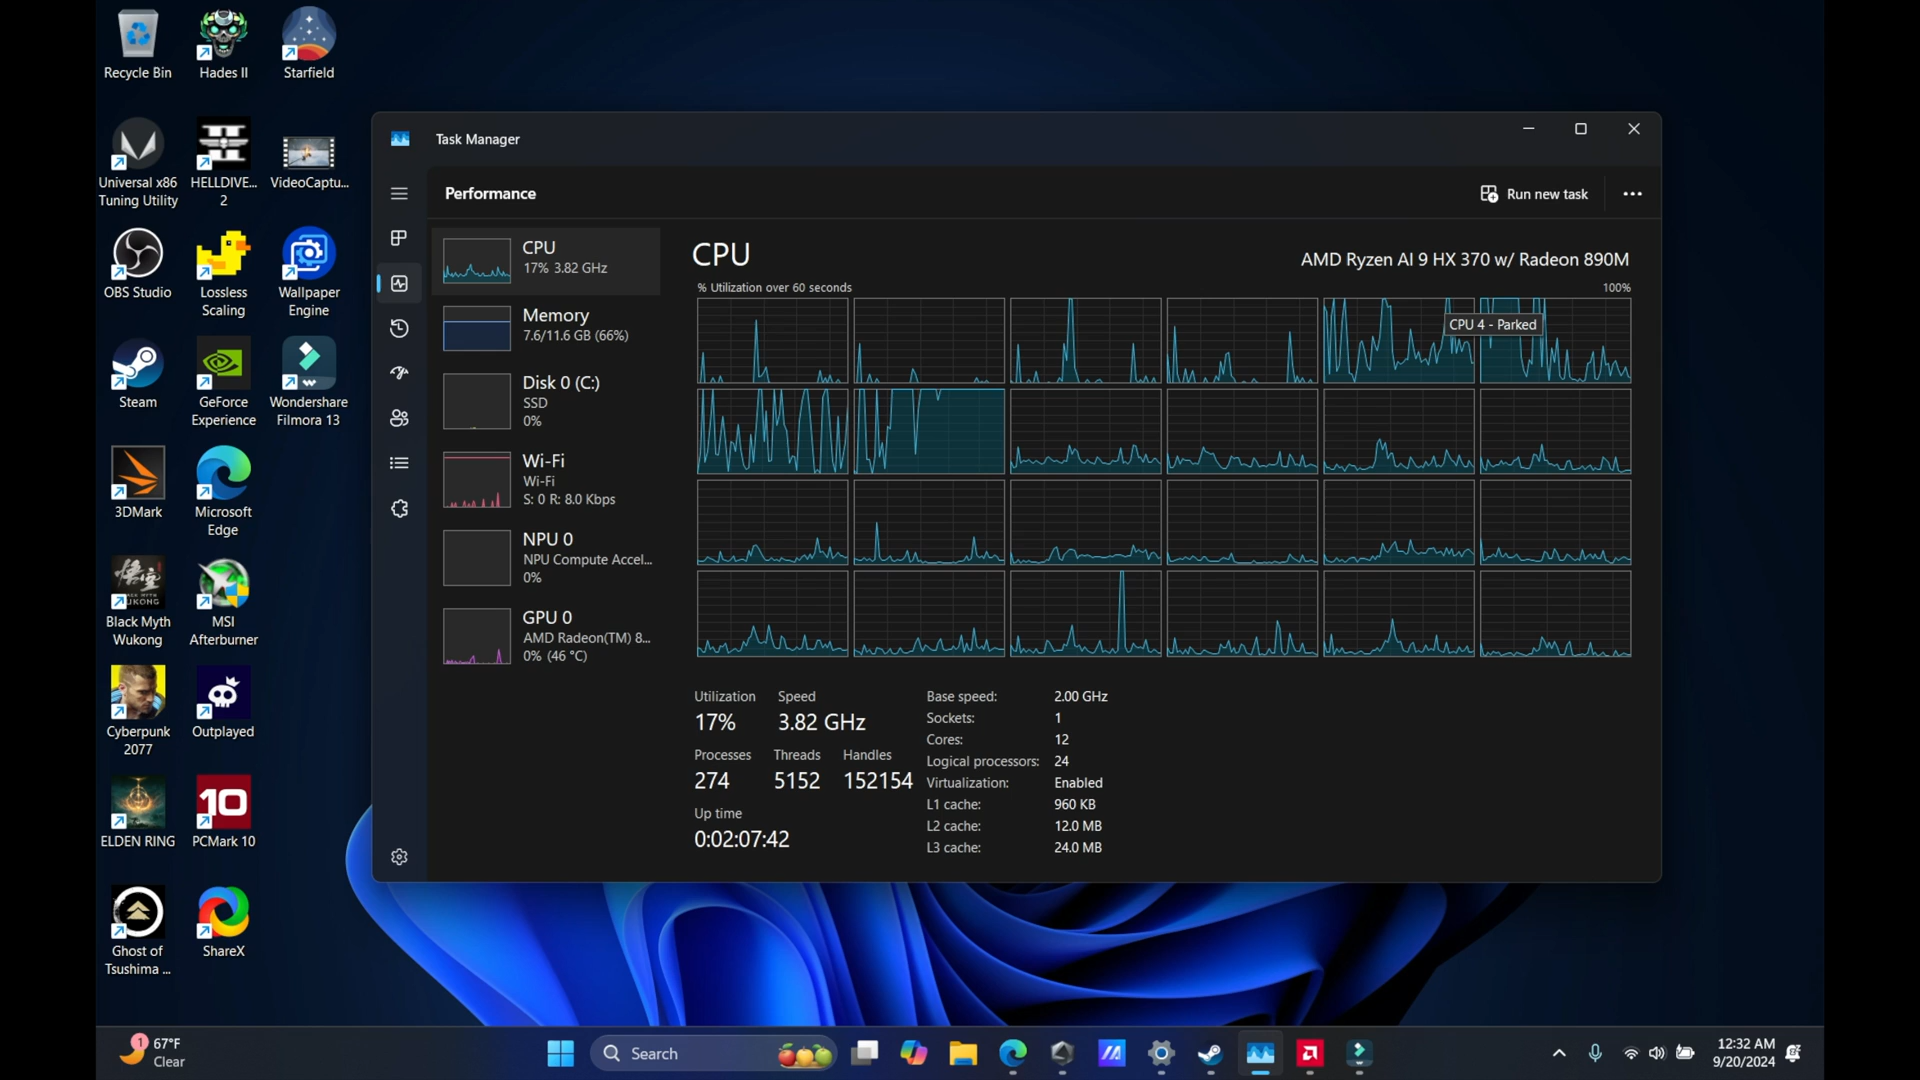 Recycle Bin
Hades II
Starfield
Universal x86
Tuning Utility
HELLDIVE...
2
VideoCaptu...
OBS Studio
Lossless
Scaling
Wallpaper
Engine
Steam
GeForce
Experience
Wondershare
Filmora 13
3DMark
Microsoft
Edge
BLACK MYTH
WUKONG
Black Myth
Wukong
MSI
Afterburner
Cyberpunk
2077
Outplayed
ELDEN RING
10
PCMark 10
Ghost of
Tsushima ...
ShareX
Task Manager
Performance
Run new task
CPU
17% 3.82 GHz
Memory
7.6/11.6 GB (66%)
Disk 0 (C:)
SSD
0%
Wi-Fi
Wi-Fi
S: 0 R: 8.0 Kbps
NPU 0
NPU Compute Accel...
0%
GPU 0
AMD Radeon(TM) 8...
0% (46 °C)
CPU
AMD Ryzen AI 9 HX 370 w/ Radeon 890M
% Utilization over 60 seconds
100%
CPU 4 - Parked
Utilization
17%
Speed
3.82 GHz
Processes
274
Threads
5152
Handles
152154
Up time
0:02:07:42
Base speed: 2.00 GHz
Sockets: 1
Cores: 12
Logical processors: 24
Virtualization: Enabled
L1 cache: 960 KB
L2 cache: 12.0 MB
L3 cache: 24.0 MB
1
67°F
Clear
Search
12:32 AM
9/20/2024